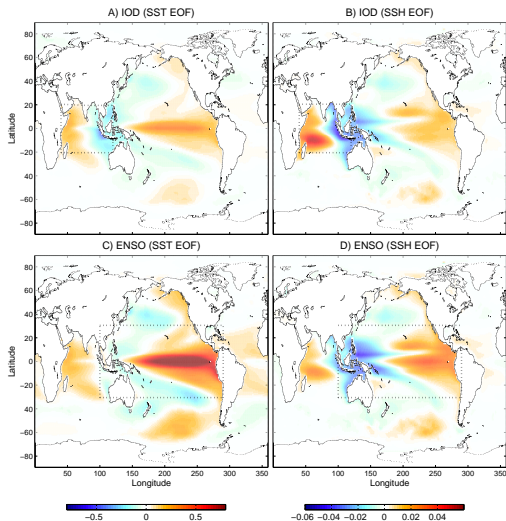 A) IOD (SST EOF)
B) IOD (SSH EOF)
80
60
40
20
0
−20
−40
−60
−80
Latitude
C) ENSO (SST EOF)
D) ENSO (SSH EOF)
80
60
40
20
0
−20
−40
−60
−80
Latitude
50 100 150 200 250 300 350
50 100 150 200 250 300 350
Longitude
Longitude
−0.5 0 0.5
−0.06 −0.04 −0.02 0 0.02 0.04